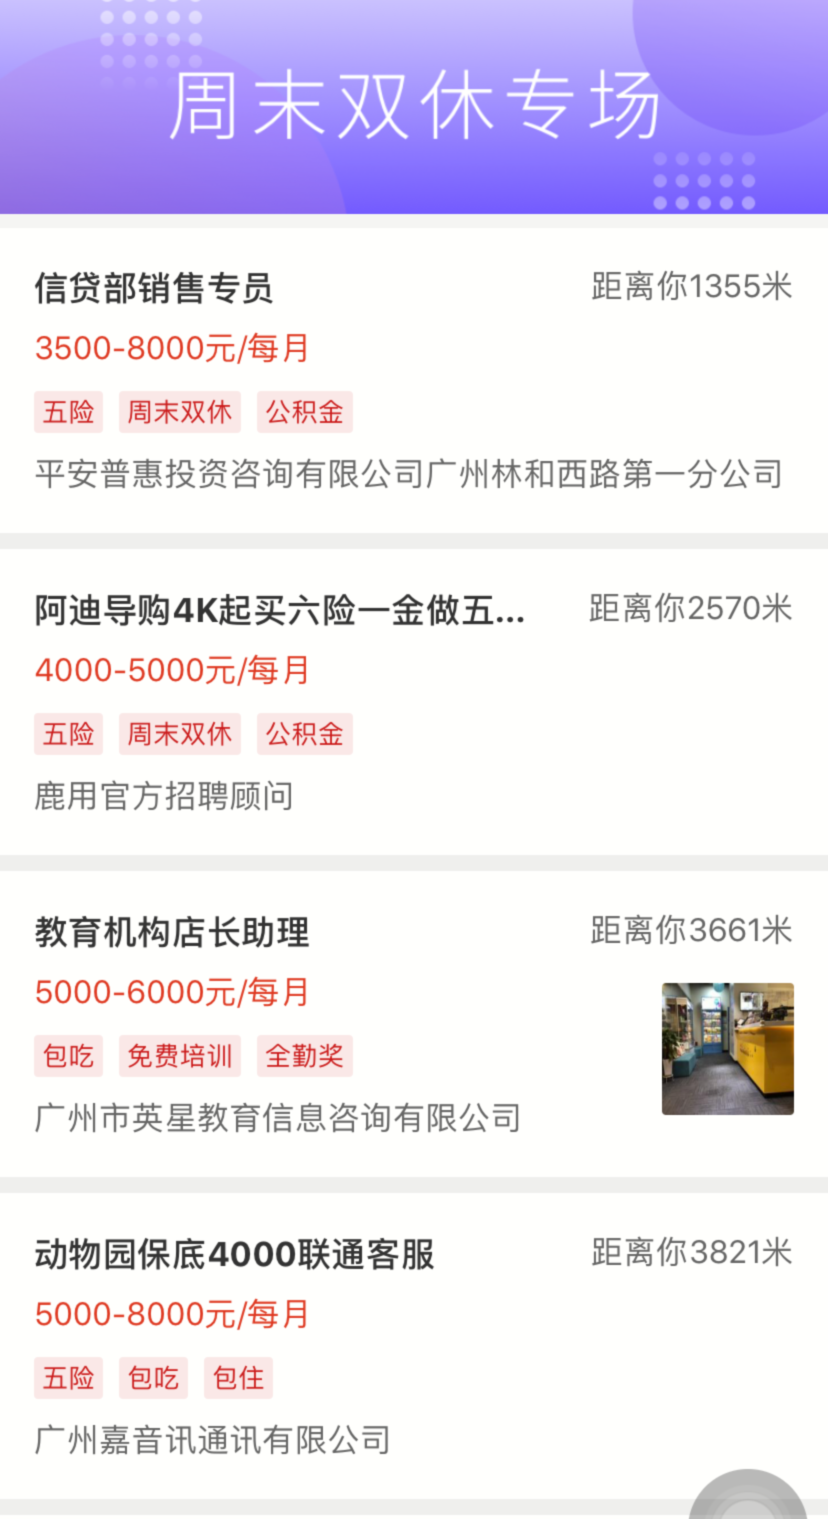 周末双休专场
信贷部销售专员
距离你1355米
3500-8000元/每月
五险 周末双休 公积金
平安普惠投资咨询有限公司广州林和西路第一分公司
阿迪导购4K起买六险一金做五...
距离你2570米
4000-5000元/每月
五险 周末双休 公积金
鹿用官方招聘顾问
教育机构店长助理
距离你3661米
5000-6000元/每月
包吃 免费培训 全勤奖
广州市英星教育信息咨询有限公司
动物园保底4000联通客服
距离你3821米
5000-8000元/每月
五险 包吃 包住
广州嘉音讯通讯有限公司